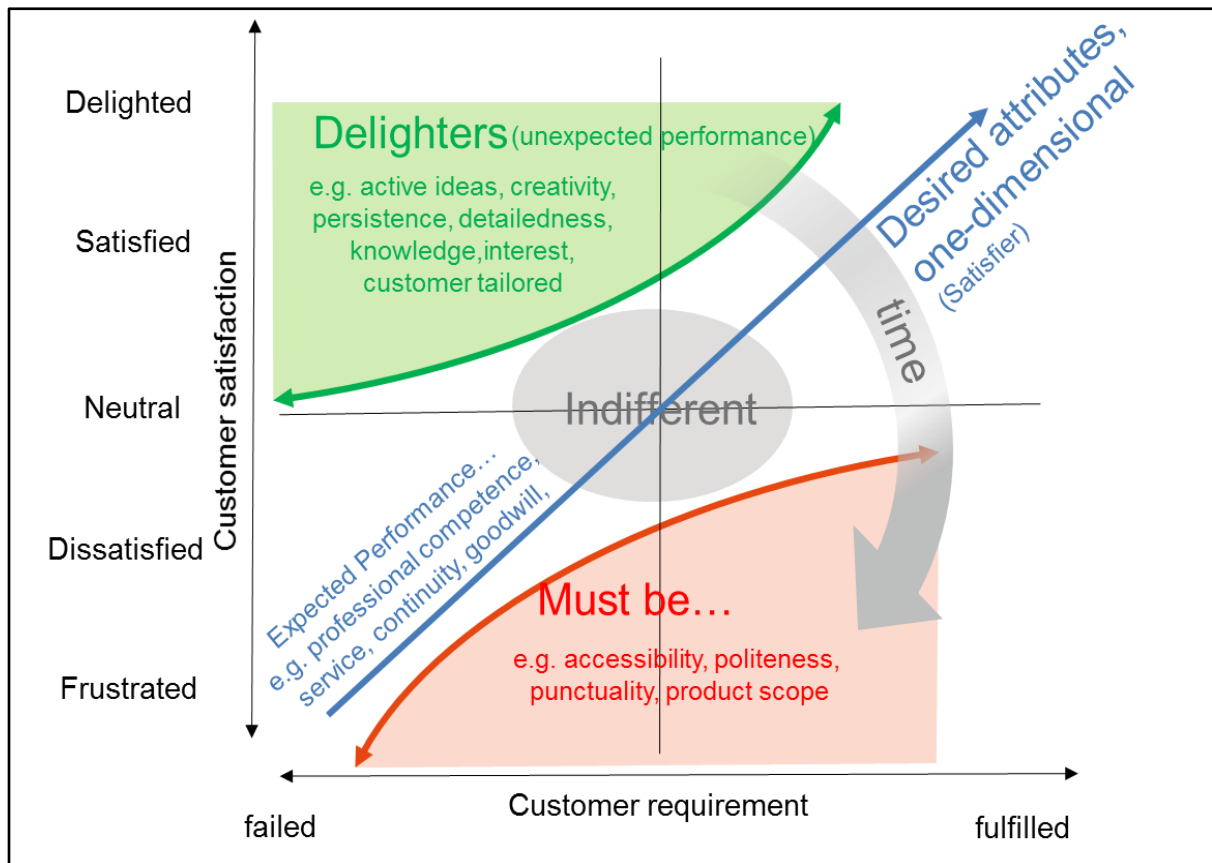 Delighted
Satisfied
Neutral
Dissatisfied
Frustrated
Customer satisfaction
Delighters (unexpected performance)
e.g. active ideas, creativity,
persistence, detailedness,
knowledge,interest,
customer tailored
Desired attributes,
one-dimensional
(Satisfier)
time
Indifferent
Expected Performance…
e.g. professional competence,
service, continuity, goodwill,
Must be…
e.g. accessibility, politeness,
punctuality, product scope
Customer requirement
failed
fulfilled